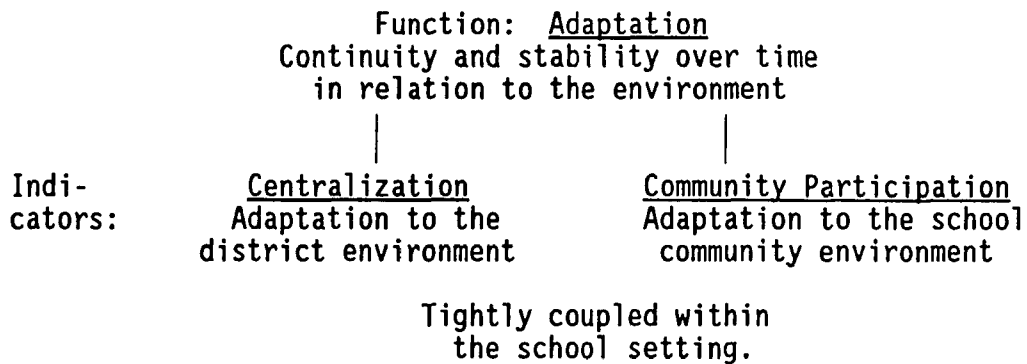 Function: Adaptation
Continuity and stability over time
in relation to the environment
Indi- Centralization Community Participation
cators: Adaptation to the Adaptation to the school
district environment community environment
Tightly coupled within
the school setting.